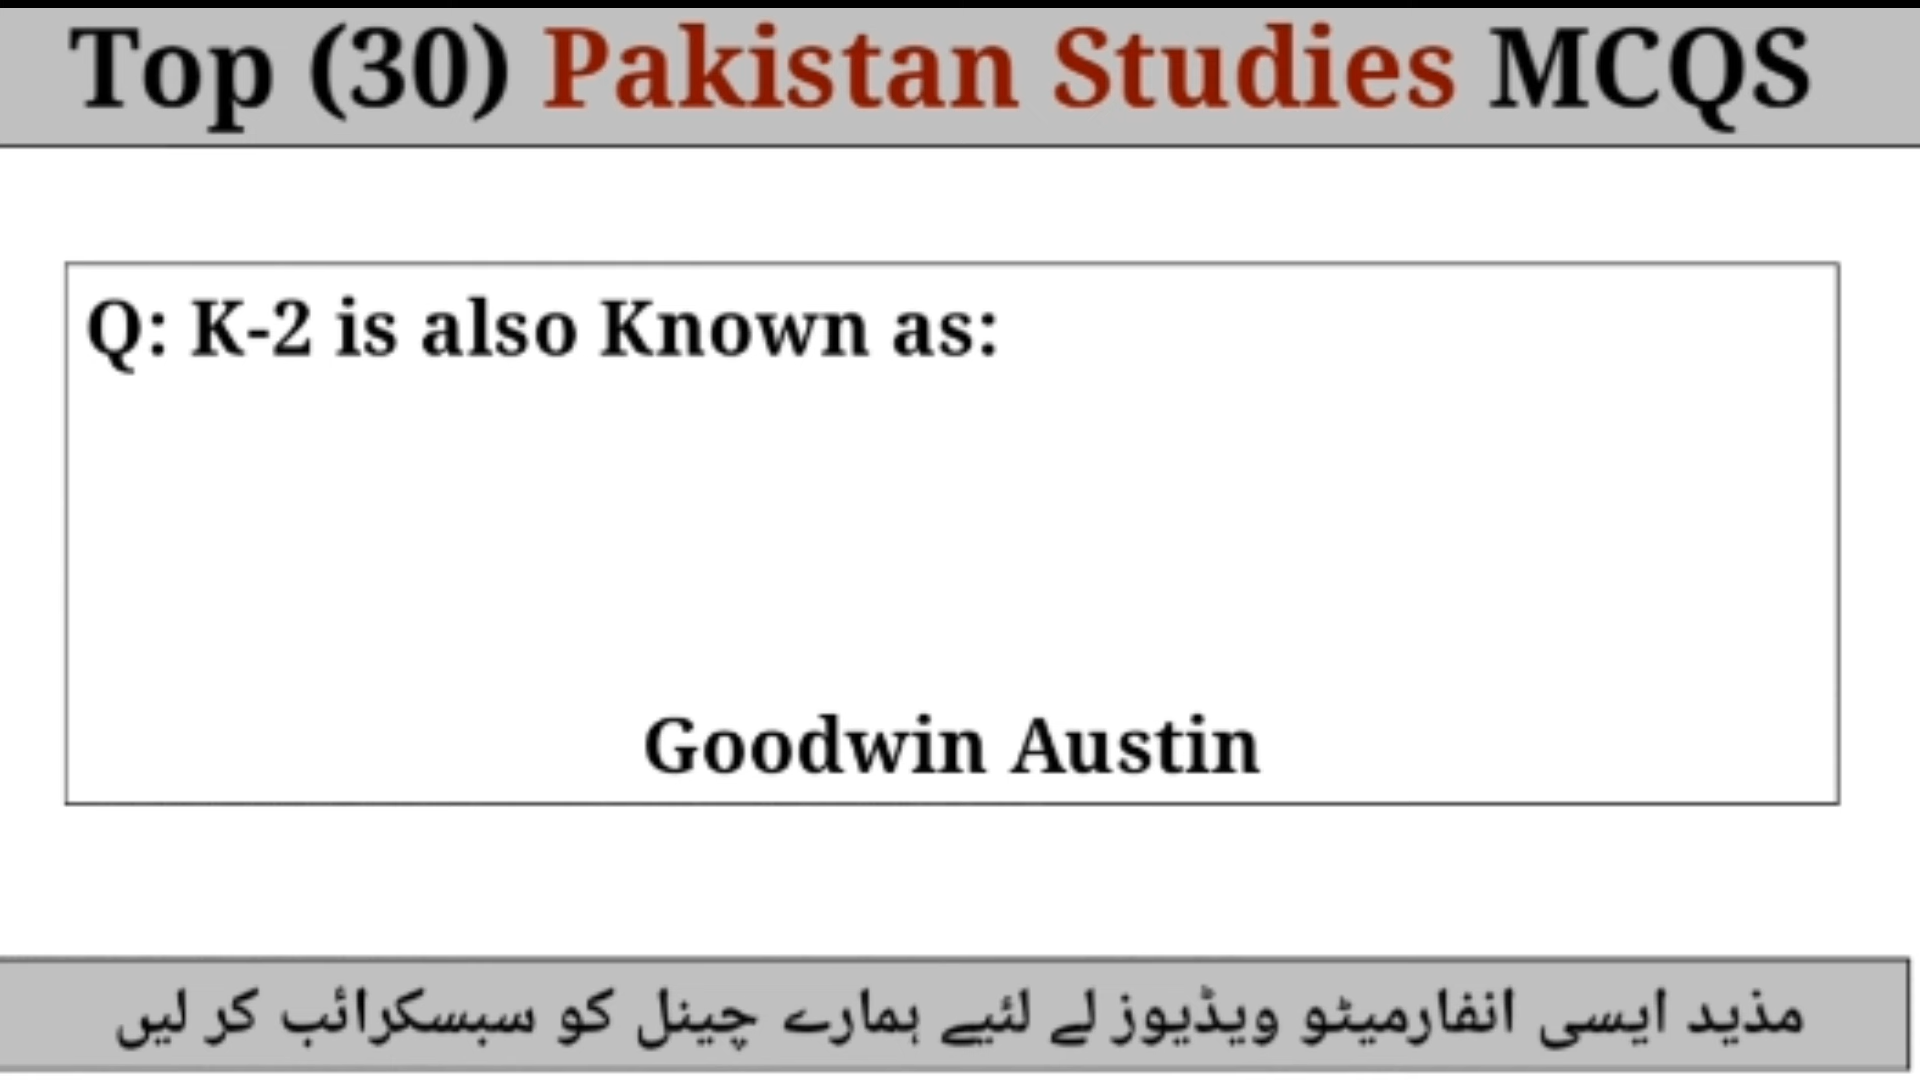 Top (30) Pakistan Studies MCQS
Q: K-2 is also Known as:
Goodwin Austin
مذید ایسی انفارمیٹو ویڈیوز لے لئیے ہمارے چینل کو سبسکرائب کر لیں